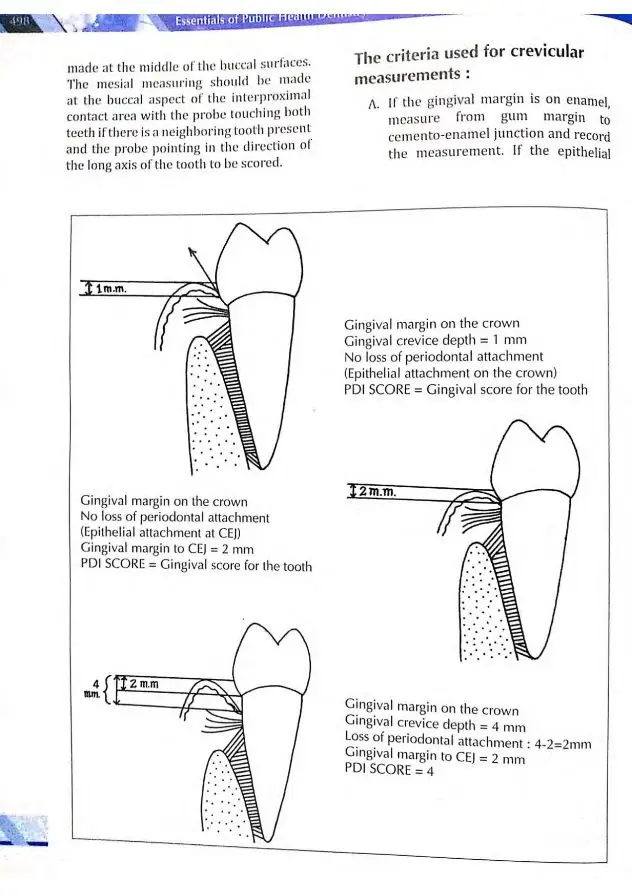 498
Essentials of Public Health Dentistry
made at the middle of the buccal surfaces.
The mesial measuring should be made
at the buccal aspect of the interproximal
contact area with the probe touching both
teeth if there is a neighboring tooth present
and the probe pointing in the direction of
the long axis of the tooth to be scored.
The criteria used for crevicular
measurements :
A. If the gingival margin is on enamel,
measure from gum margin to
cemento-enamel junction and record
the measurement. If the epithelial
1m.m.
Gingival margin on the crown
Gingival crevice depth = 1 mm
No loss of periodontal attachment
(Epithelial attachment on the crown)
PDI SCORE = Gingival score for the tooth
2m.m.
Gingival margin on the crown
No loss of periodontal attachment
(Epithelial attachment at CEJ)
Gingival margin to CEJ = 2 mm
PDI SCORE = Gingival score for the tooth
4
mm.
2 m.m
Gingival margin on the crown
Gingival crevice depth = 4 mm
Loss of periodontal attachment : 4-2=2mm
Gingival margin to CEJ = 2 mm
PDI SCORE = 4